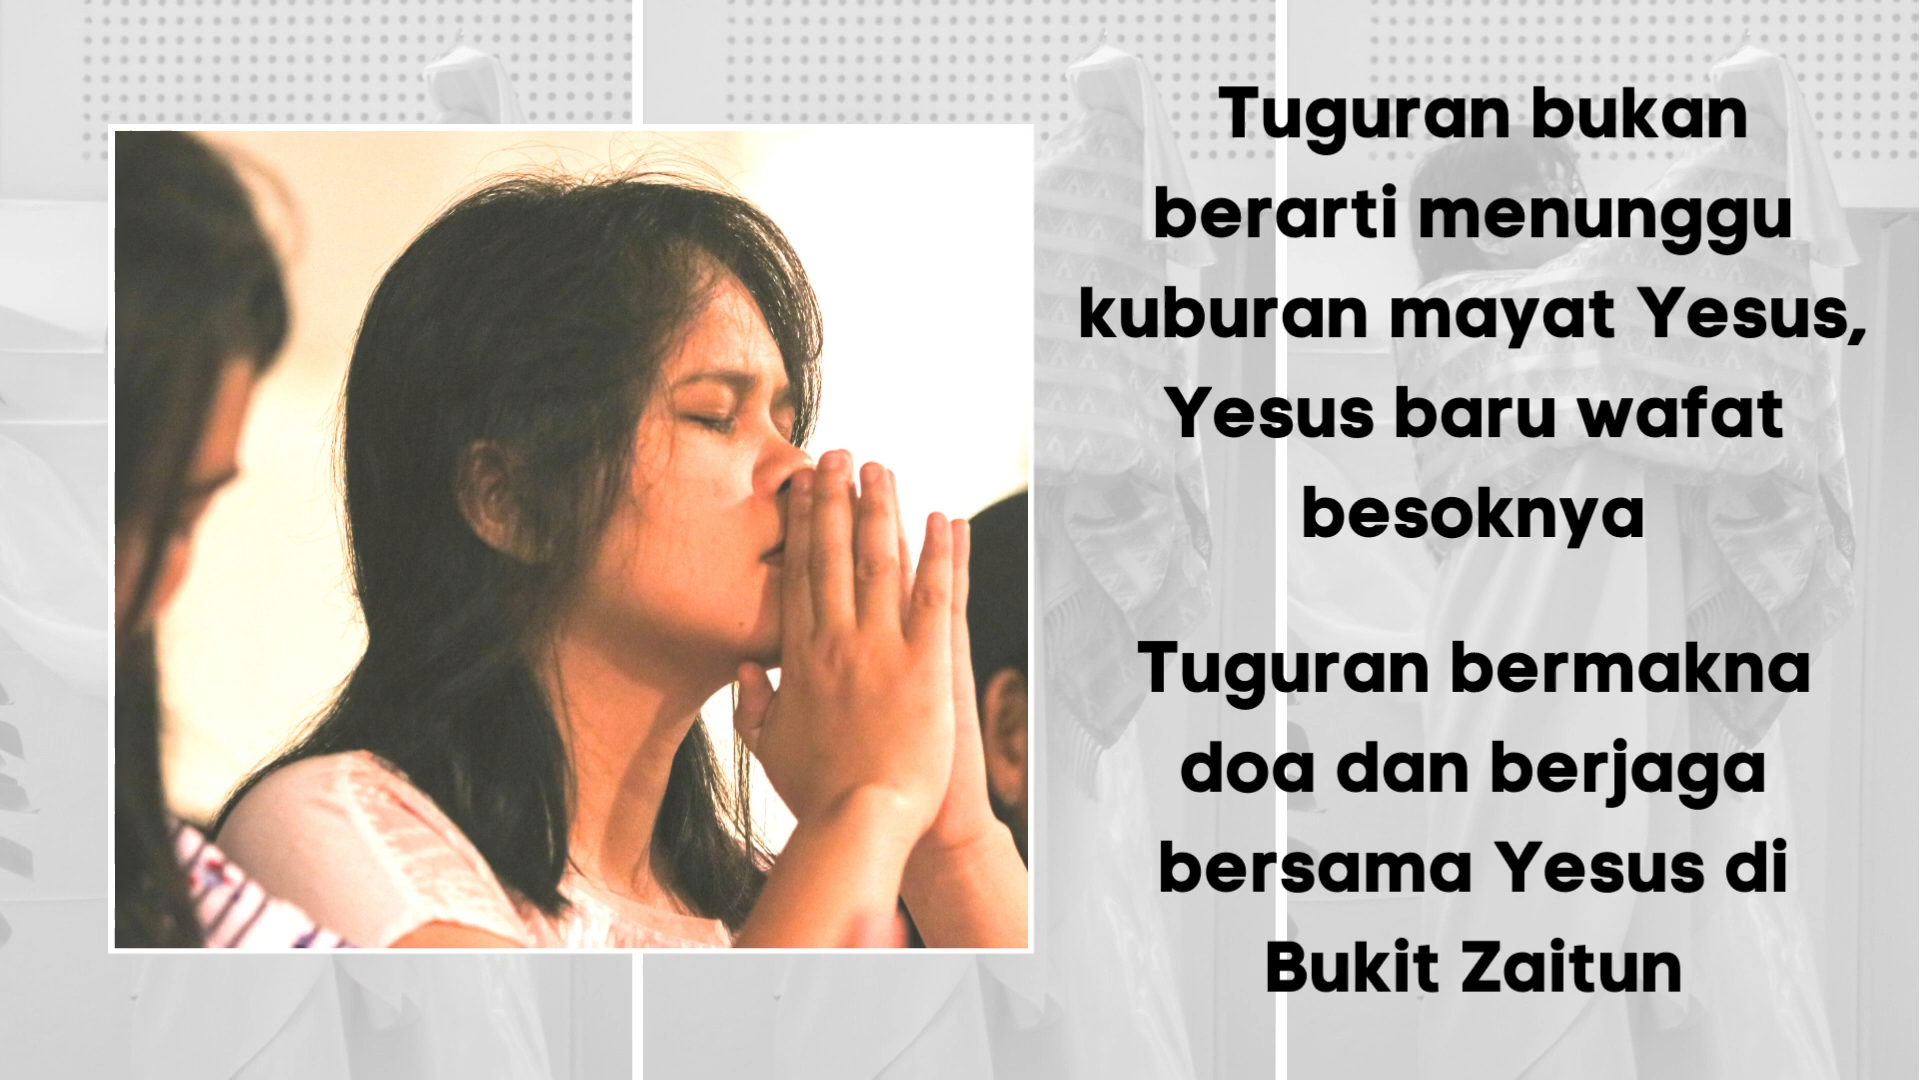 Tuguran bukan
berarti menunggu
kuburan mayat Yesus,
Yesus baru wafat
besoknya
Tuguran bermakna
doa dan berjaga
bersama Yesus di
Bukit Zaitun